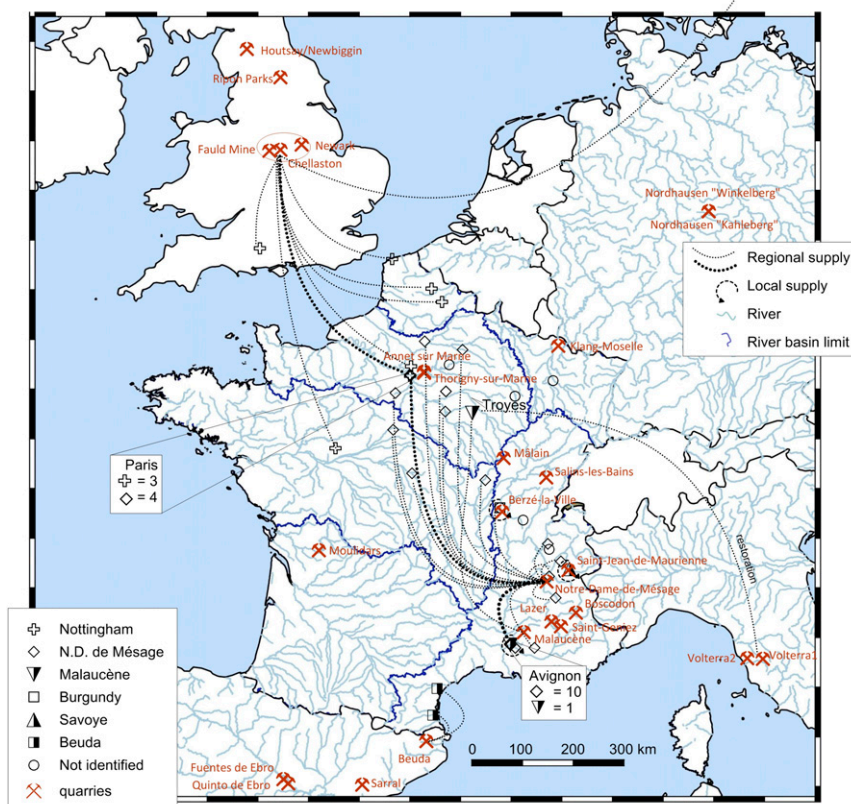 Houtsay/Newbiggin
Ripon Parks
Fauld Mine
Newark
Chellaston
Nordhausen "Winkelberg"
Nordhausen "Kahleberg"
Regional supply
Local supply
River
River basin limit
Klang-Moselle
Annet sur Marne
Thorigny-sur-Marne
Troyes
Paris
= 3
= 4
Mâlain
Salins-les-Bains
Berzé-la-Ville
Moulidars
Saint-Jean-de-Maurienne
Notre-Dame-de-Mésage
Boscodon
Lazer
Saint-Geniez
Malaucène
restoration
Volterra2
Volterra1
Avignon
= 10
= 1
Nottingham
N.D. de Mésage
Malaucène
Burgundy
Savoye
Beuda
Not identified
quarries
Beuda
0 100 200 300 km
Fuentes de Ebro
Quinto de Ebro
Sarral